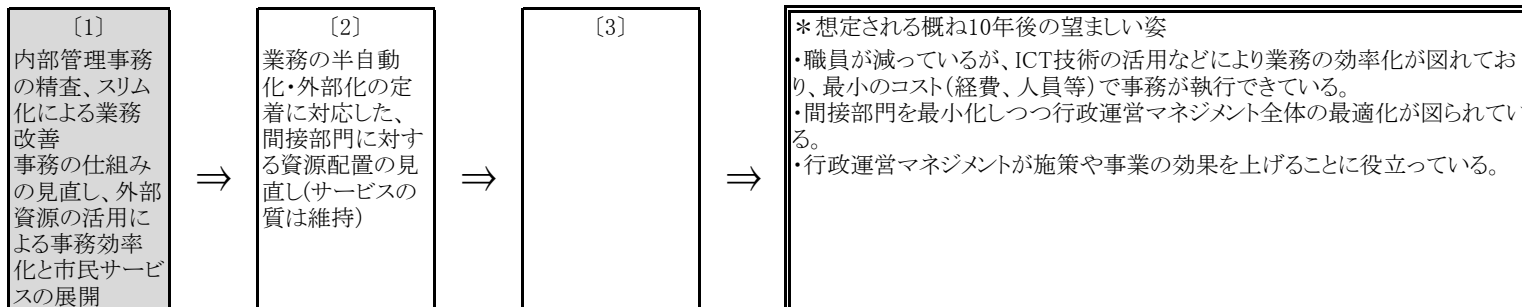 〔1〕
内部管理事務
の精査、スリム
化による業務
改善
事務の仕組み
の見直し、外部
資源の活用に
よる事務効率
化と市民サービ
スの展開
⇒
〔2〕
業務の半自動
化・外部化の定
着に対応した、
間接部門に対す
る資源配置の見
直し(サービスの
質は維持)
⇒
〔3〕
⇒
＊想定される概ね10年後の望ましい姿
・職員が減っているが、ICT技術の活用などにより業務の効率化が図れてお
り、最小のコスト(経費、人員等)で事務が執行できている。
・間接部門を最小化しつつ行政運営マネジメント全体の最適化が図られてい
る。
・行政運営マネジメントが施策や事業の効果を上げることに役立っている。